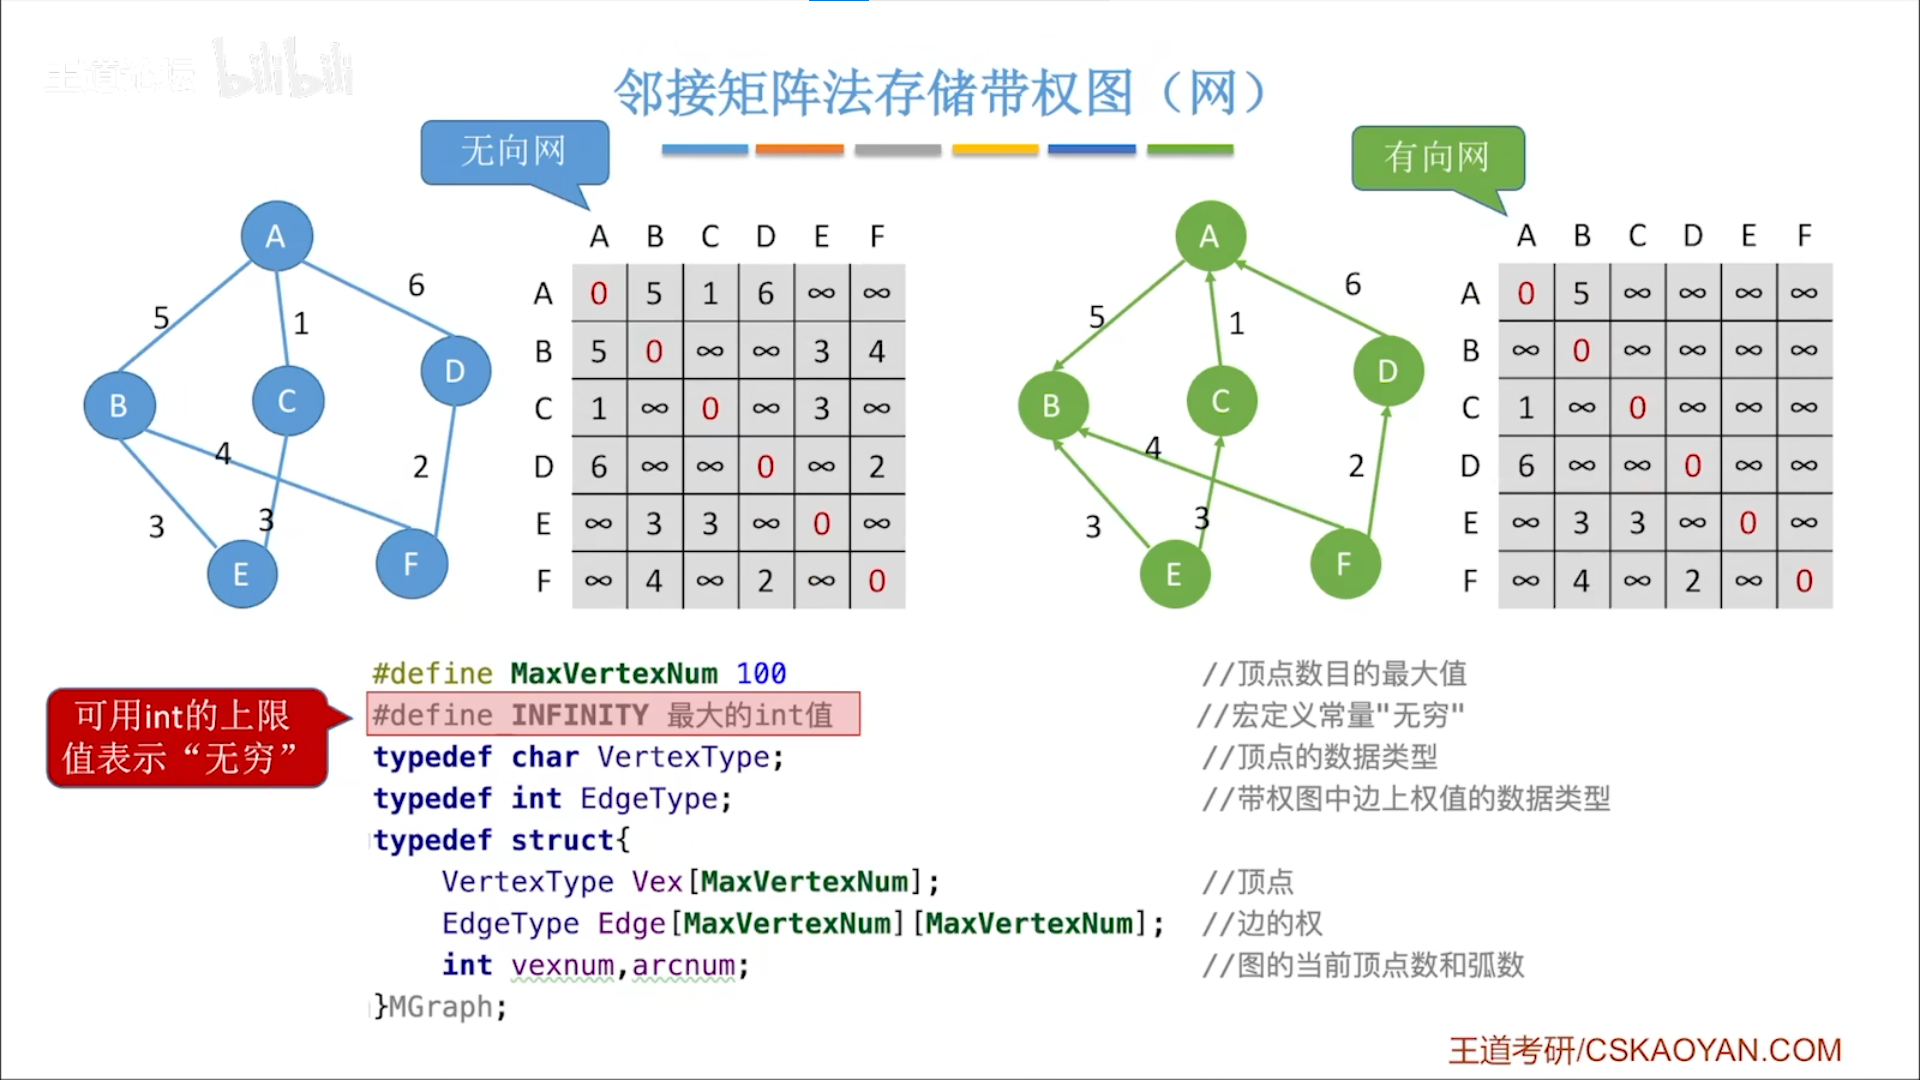 王道论坛 bilibili
邻接矩阵法存储带权图（网）
无向网
有向网
A
5
1
6
B
C
D
4
2
3
3
E
F
A B C D E F
A 0 5 1 6 ∞ ∞
B 5 0 ∞ ∞ 3 4
C 1 ∞ 0 ∞ 3 ∞
D 6 ∞ ∞ 0 ∞ 2
E ∞ 3 3 ∞ 0 ∞
F ∞ 4 ∞ 2 ∞ 0
A
5
1
6
B
C
D
4
2
3
3
E
F
A B C D E F
A 0 5 ∞ ∞ ∞ ∞
B ∞ 0 ∞ ∞ ∞ ∞
C 1 ∞ 0 ∞ ∞ ∞
D 6 ∞ ∞ 0 ∞ ∞
E ∞ 3 3 ∞ 0 ∞
F ∞ 4 ∞ 2 ∞ 0
可用int的上限
值表示“无穷”
#define MaxVertexNum 100 //顶点数目的最大值
#define INFINITY 最大的int值 //宏定义常量"无穷"
typedef char VertexType; //顶点的数据类型
typedef int EdgeType; //带权图中边上权值的数据类型
typedef struct{
VertexType Vex[MaxVertexNum]; //顶点
EdgeType Edge[MaxVertexNum][MaxVertexNum]; //边的权
int vexnum,arcnum; //图的当前顶点数和弧数
}MGraph;
王道考研/CSKAOYAN.COM